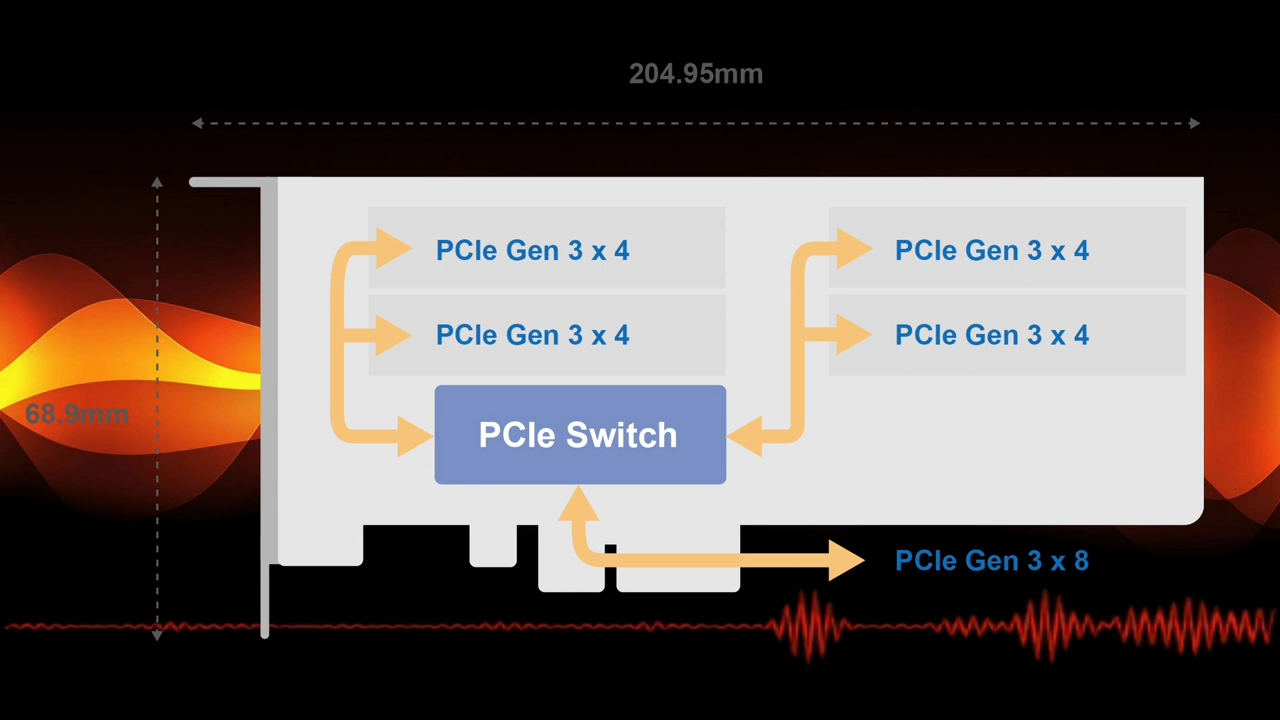 204.95mm
PCIe Gen 3 x 4
PCIe Gen 3 x 4
PCIe Gen 3 x 4
PCIe Gen 3 x 4
68.9mm
PCIe Switch
PCIe Gen 3 x 8